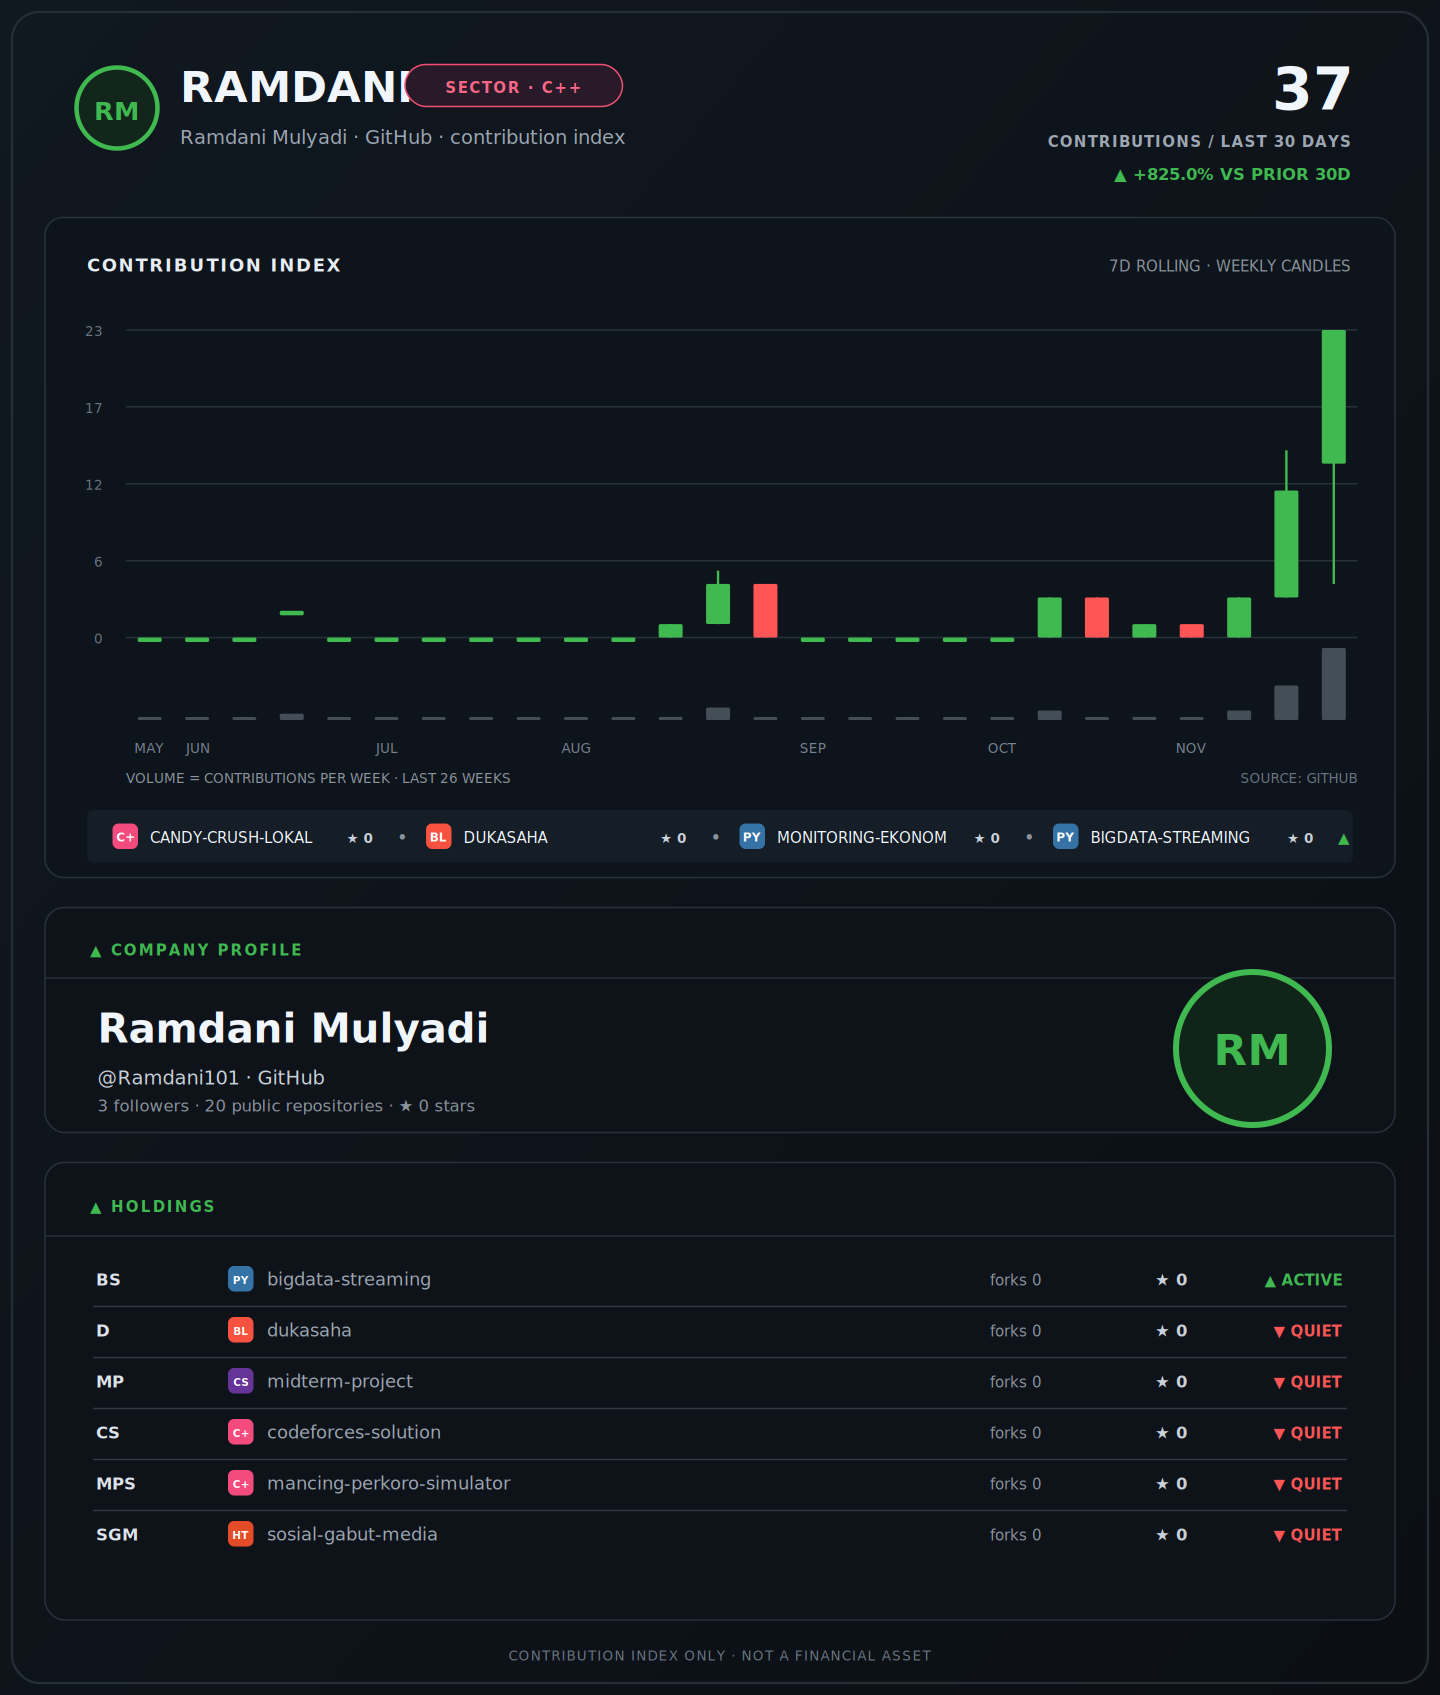 RM
RAMDANI
SECTOR · C++
Ramdani Mulyadi · GitHub · contribution index
37
CONTRIBUTIONS / LAST 30 DAYS
▲ +825.0% VS PRIOR 30D
CONTRIBUTION INDEX
7D ROLLING · WEEKLY CANDLES
23
17
12
6
0
MAY JUN JUL AUG SEP OCT NOV
VOLUME = CONTRIBUTIONS PER WEEK · LAST 26 WEEKS
SOURCE: GITHUB
C+ CANDY-CRUSH-LOKAL ★ 0 • BL DUKASAHA ★ 0 • PY MONITORING-EKONOM ★ 0 • PY BIGDATA-STREAMING ★ 0 ▲
▲ COMPANY PROFILE
Ramdani Mulyadi
@Ramdani101 · GitHub
3 followers · 20 public repositories · ★ 0 stars
RM
▲ HOLDINGS
BS PY bigdata-streaming forks 0 ★ 0 ▲ ACTIVE
D BL dukasaha forks 0 ★ 0 ▼ QUIET
MP CS midterm-project forks 0 ★ 0 ▼ QUIET
CS C+ codeforces-solution forks 0 ★ 0 ▼ QUIET
MPS C+ mancing-perkoro-simulator forks 0 ★ 0 ▼ QUIET
SGM HT sosial-gabut-media forks 0 ★ 0 ▼ QUIET
CONTRIBUTION INDEX ONLY · NOT A FINANCIAL ASSET